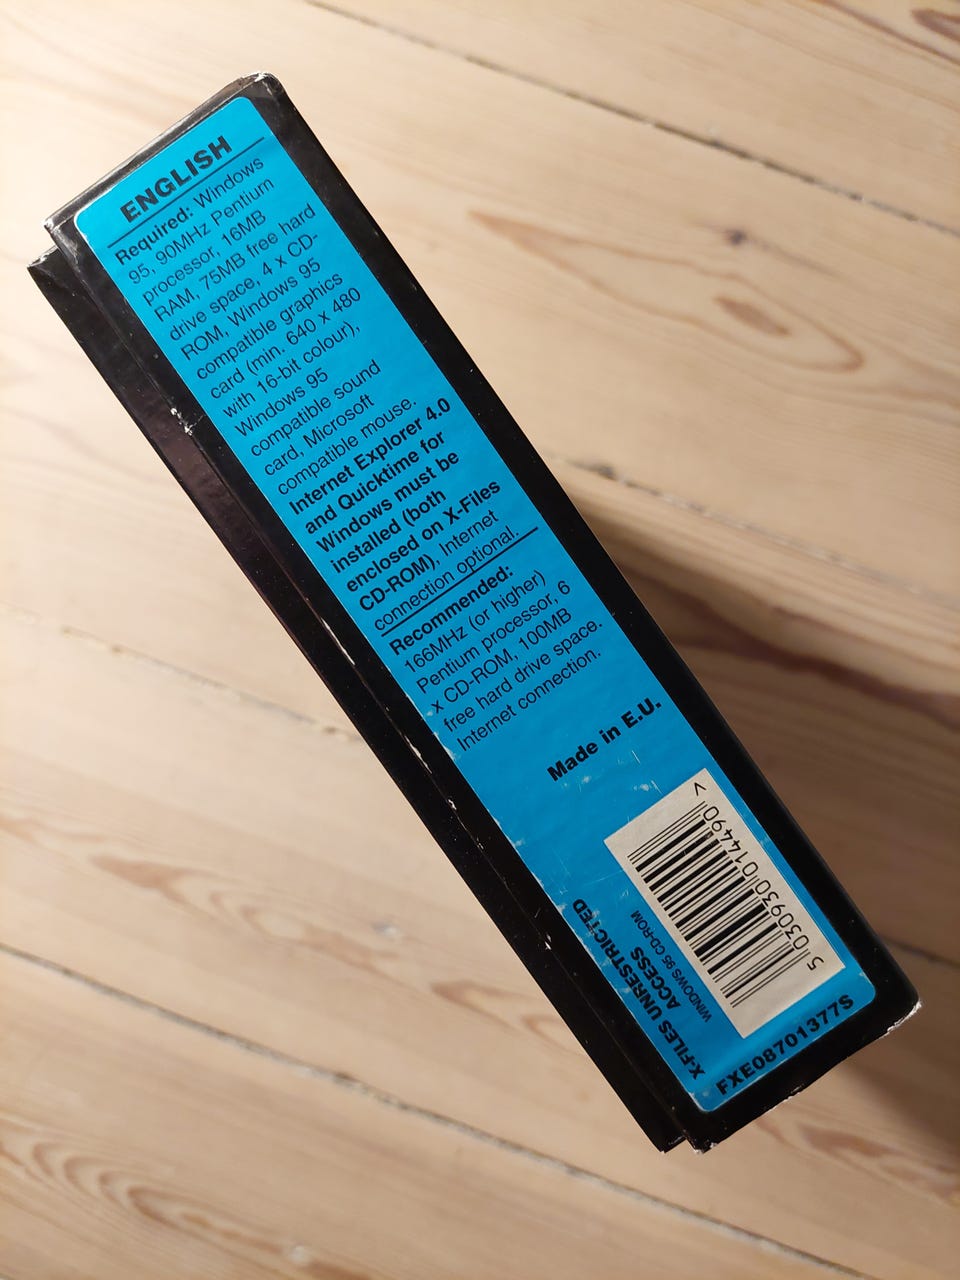 ENGLISH
Required: Windows
95, 90MHz Pentium
processor, 16MB
RAM, 75MB free hard
drive space, 4 x CD-
ROM, Windows 95
compatible graphics
card (min. 640 x 480
with 16-bit colour),
Windows 95
compatible sound
card, Microsoft
compatible mouse.
Internet Explorer 4.0
and Quicktime for
Windows must be
installed (both
enclosed on X-Files
CD-ROM), Internet
connection optional.
Recommended:
166MHz (or higher)
Pentium processor, 6
x CD-ROM, 100MB
free hard drive space.
Internet connection.
Made in E.U.
5 030930 014490 >
X-FILES UNRESTRICTED
ACCESS
WINDOWS 95 CD-ROM
FXE08701377S